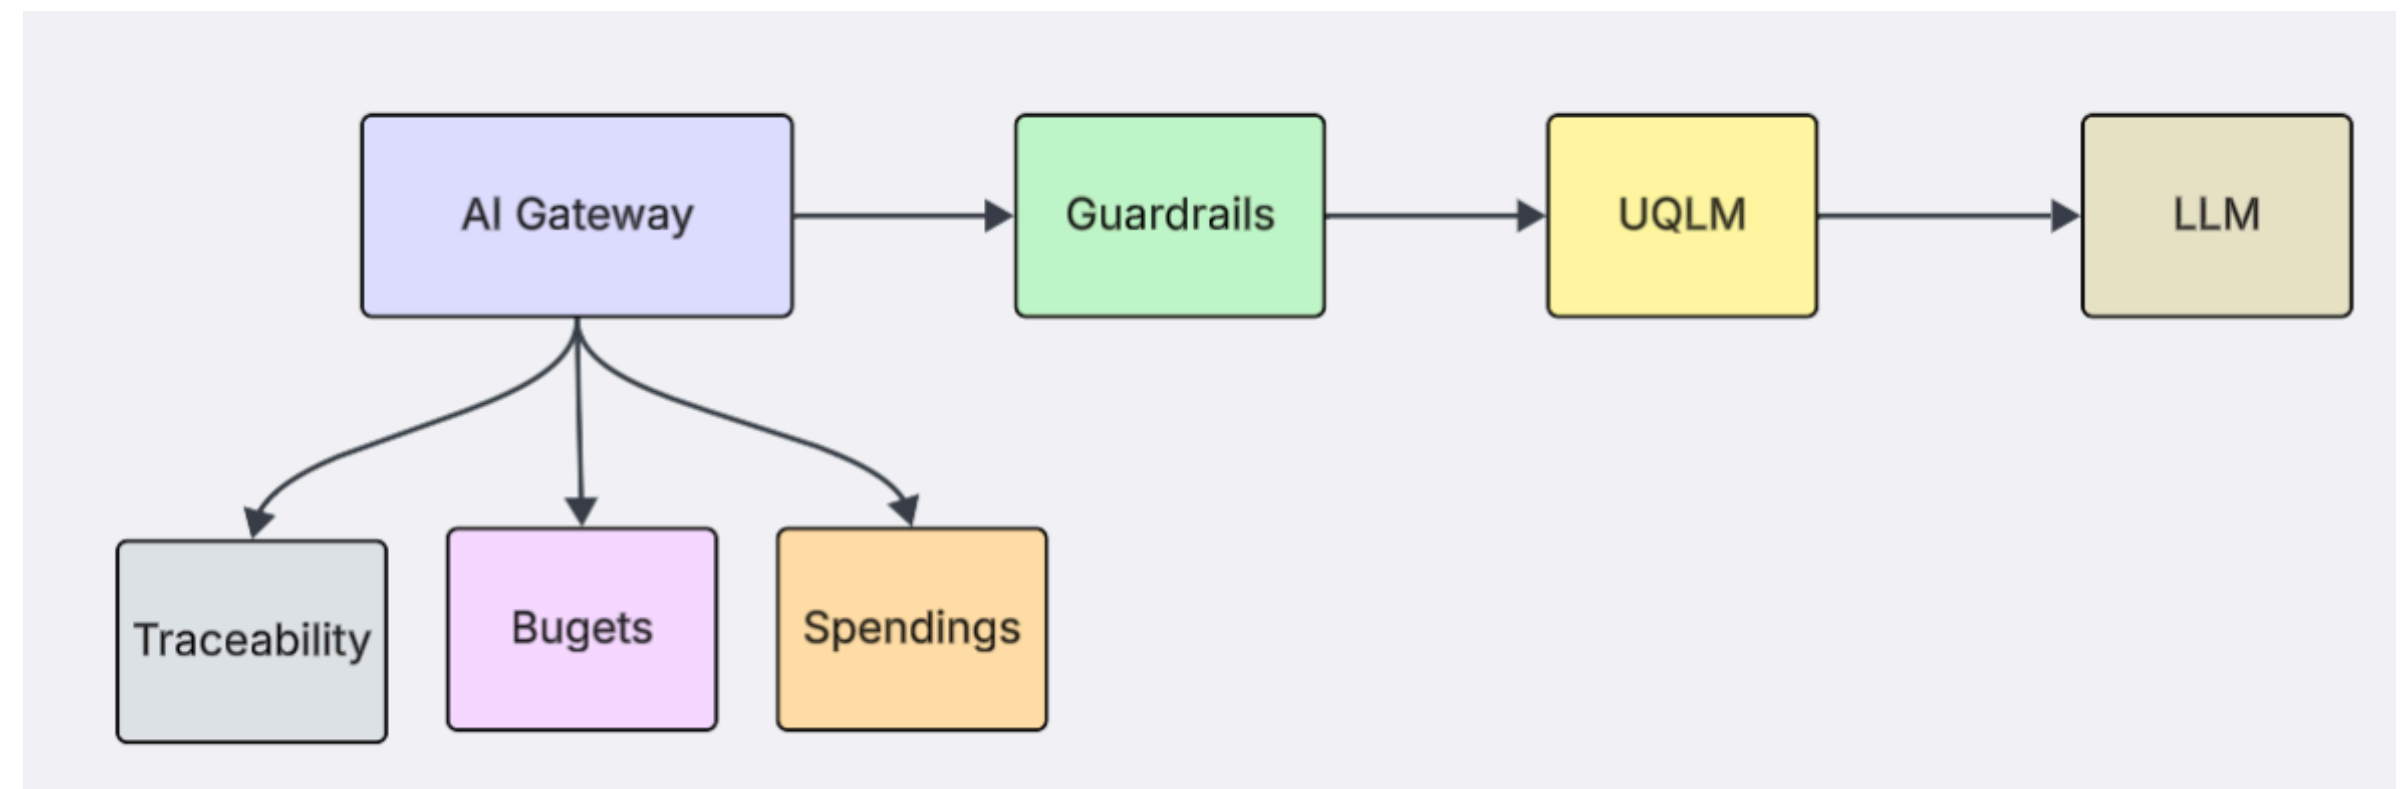 AI Gateway
Guardrails
UQLM
LLM
Traceability
Bugets
Spendings